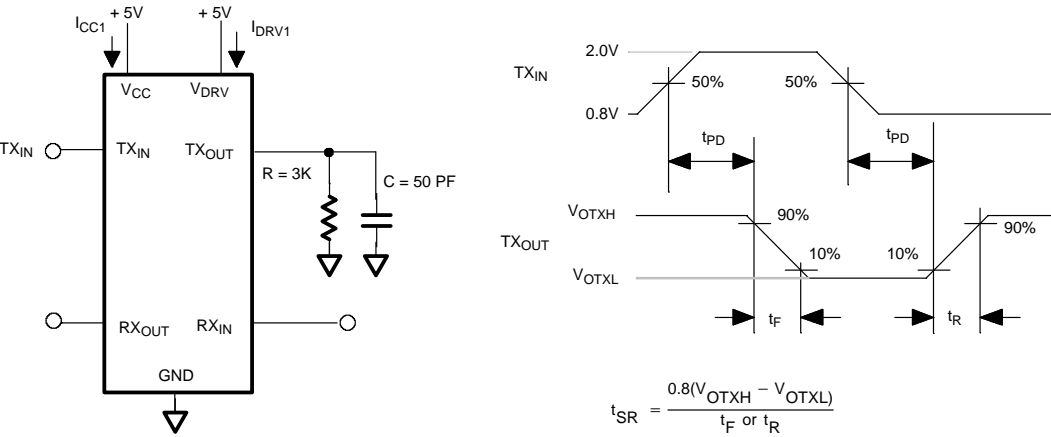 I_CC1 + 5V + 5V I_DRV1
V_CC V_DRV
TX_IN TX_IN TX_OUT
R = 3K C = 50 PF
RX_OUT RX_IN
GND
2.0V
TX_IN 50% 50%
0.8V
t_PD t_PD
V_OTXH 90% 90%
TX_OUT 10% 10%
V_OTXL
t_F t_R
t_SR = 0.8(V_OTXH − V_OTXL) / t_F or t_R